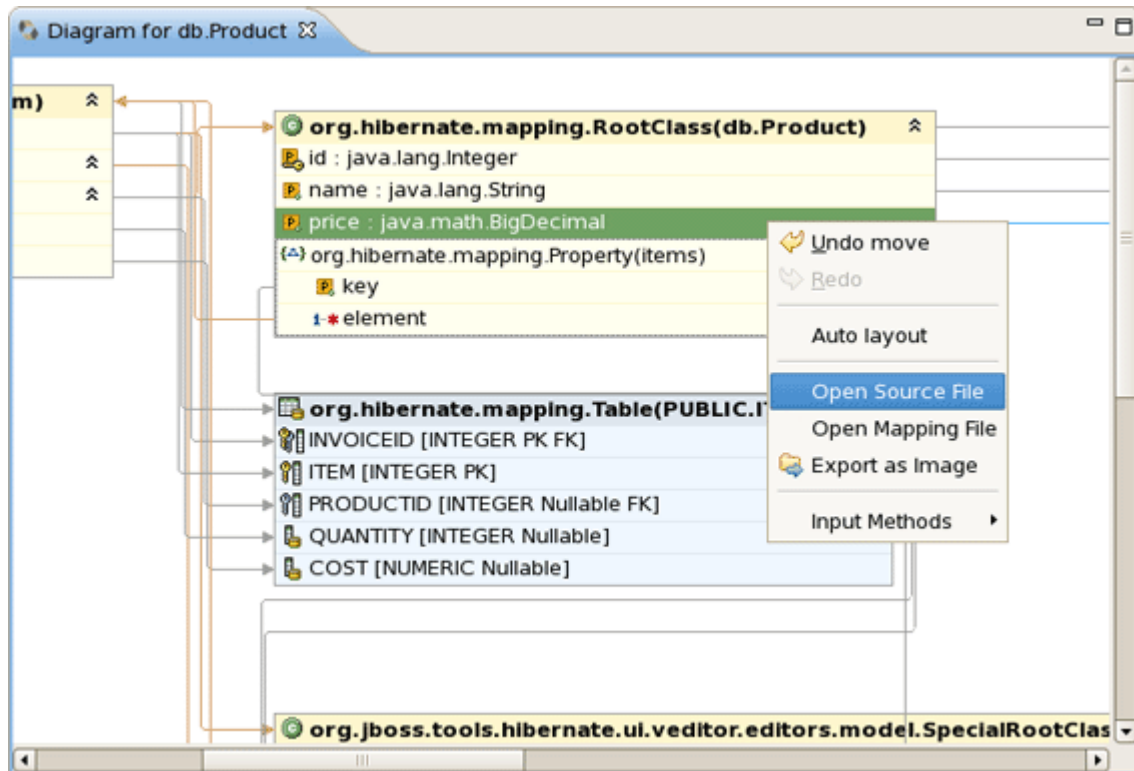 Diagram for db.Product
m)
org.hibernate.mapping.RootClass(db.Product)
id : java.lang.Integer
name : java.lang.String
price : java.math.BigDecimal
org.hibernate.mapping.Property(items)
key
1-* element
Undo move
Redo
Auto layout
Open Source File
Open Mapping File
Export as Image
Input Methods
org.hibernate.mapping.Table(PUBLIC.I
INVOICEID [INTEGER PK FK]
ITEM [INTEGER PK]
PRODUCTID [INTEGER Nullable FK]
QUANTITY [INTEGER Nullable]
COST [NUMERIC Nullable]
org.jboss.tools.hibernate.ui.veditor.editors.model.SpecialRootClas